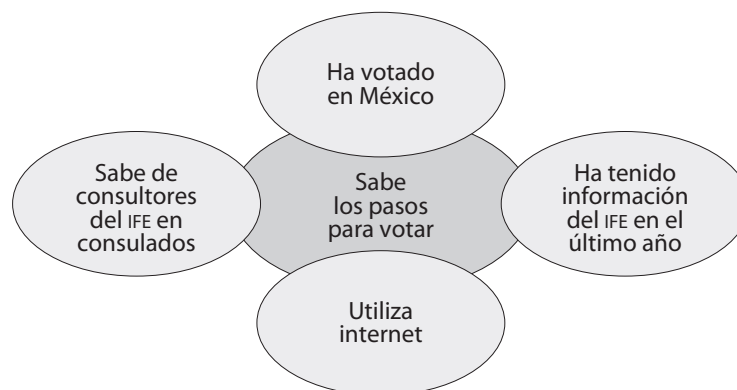 Ha votado
en México
Sabe de
consultores
del IFE en
consulados
Sabe
los pasos
para votar
Ha tenido
información
del IFE en el
último año
Utiliza
internet